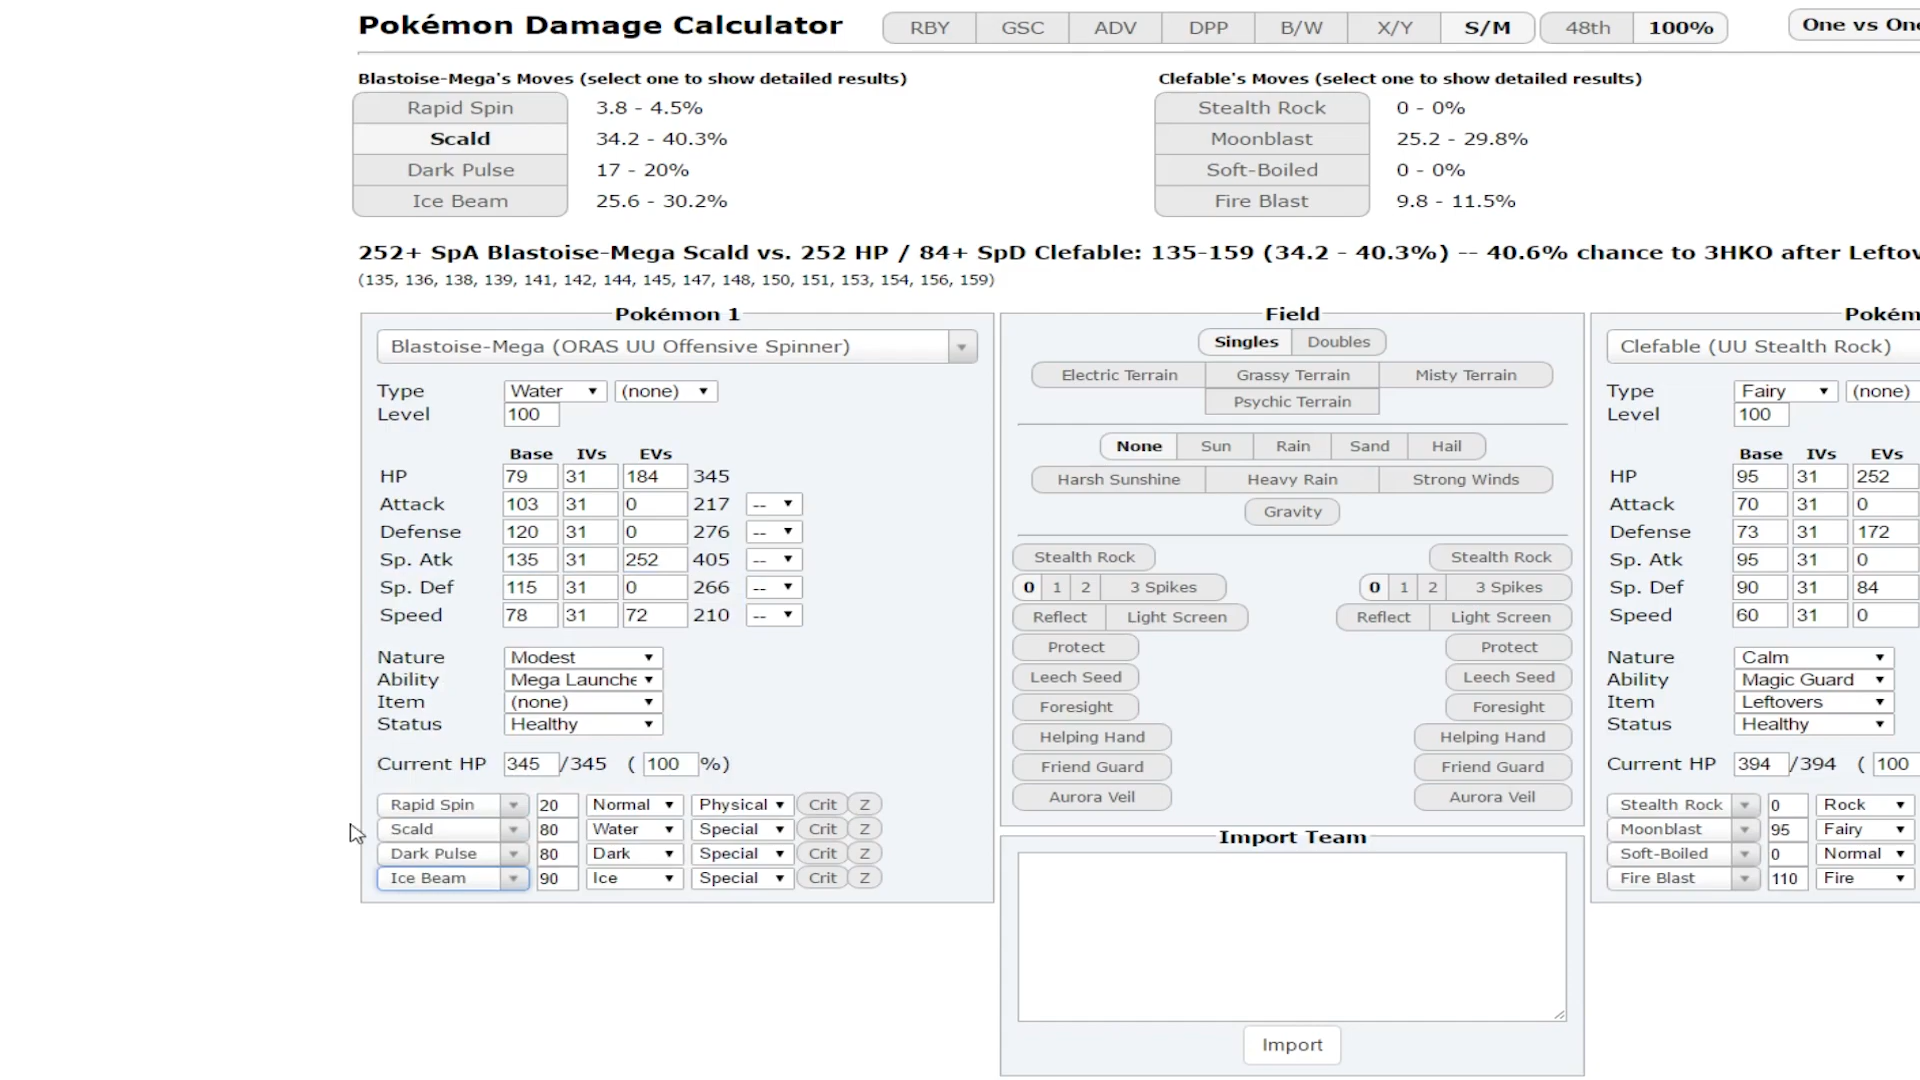 Pokémon Damage Calculator RBY GSC ADV DPP B/W X/Y S/M 48th 100% One vs One
Blastoise-Mega's Moves (select one to show detailed results) Clefable's Moves (select one to show detailed results)
Rapid Spin 3.8 - 4.5% Stealth Rock 0 - 0%
Scald 34.2 - 40.3% Moonblast 25.2 - 29.8%
Dark Pulse 17 - 20% Soft-Boiled 0 - 0%
Ice Beam 25.6 - 30.2% Fire Blast 9.8 - 11.5%
252+ SpA Blastoise-Mega Scald vs. 252 HP / 84+ SpD Clefable: 135-159 (34.2 - 40.3%) -- 40.6% chance to 3HKO after Leftov
(135, 136, 138, 139, 141, 142, 144, 145, 147, 148, 150, 151, 153, 154, 156, 159)
Pokémon 1
Blastoise-Mega (ORAS UU Offensive Spinner)
Type Water (none)
Level 100
Base IVs EVs
HP 79 31 184 345
Attack 103 31 0 217 --
Defense 120 31 0 276 --
Sp. Atk 135 31 252 405 --
Sp. Def 115 31 0 266 --
Speed 78 31 72 210 --
Nature Modest
Ability Mega Launche
Item (none)
Status Healthy
Current HP 345 /345 ( 100 %)
Rapid Spin 20 Normal Physical Crit Z
Scald 80 Water Special Crit Z
Dark Pulse 80 Dark Special Crit Z
Ice Beam 90 Ice Special Crit Z
Field
Singles Doubles
Electric Terrain Grassy Terrain Misty Terrain
Psychic Terrain
None Sun Rain Sand Hail
Harsh Sunshine Heavy Rain Strong Winds
Gravity
Stealth Rock Stealth Rock
0 1 2 3 Spikes 0 1 2 3 Spikes
Reflect Light Screen Reflect Light Screen
Protect Protect
Leech Seed Leech Seed
Foresight Foresight
Helping Hand Helping Hand
Friend Guard Friend Guard
Aurora Veil Aurora Veil
Import Team
Import
Pokém
Clefable (UU Stealth Rock)
Type Fairy (none)
Level 100
Base IVs EVs
HP 95 31 252
Attack 70 31 0
Defense 73 31 172
Sp. Atk 95 31 0
Sp. Def 90 31 84
Speed 60 31 0
Nature Calm
Ability Magic Guard
Item Leftovers
Status Healthy
Current HP 394 /394 ( 100
Stealth Rock 0 Rock
Moonblast 95 Fairy
Soft-Boiled 0 Normal
Fire Blast 110 Fire